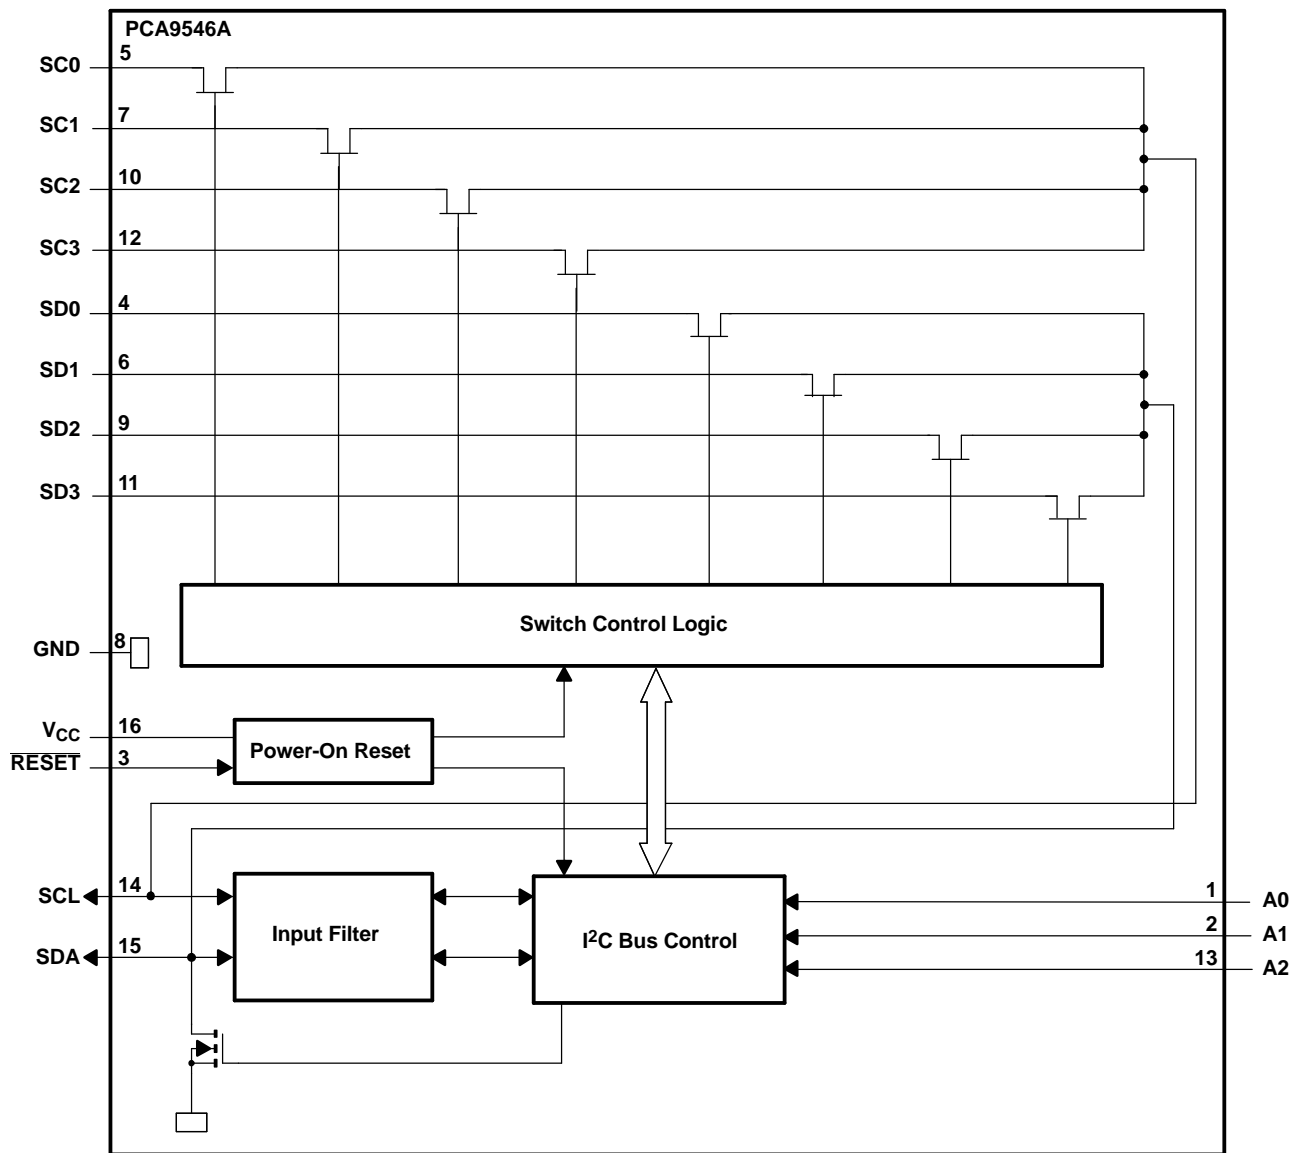 PCA9546A
SC0 5
SC1 7
SC2 10
SC3 12
SD0 4
SD1 6
SD2 9
SD3 11
Switch Control Logic
GND 8
VCC 16
RESET 3
Power-On Reset
SCL 14
SDA 15
Input Filter
I²C Bus Control
1 A0
2 A1
13 A2